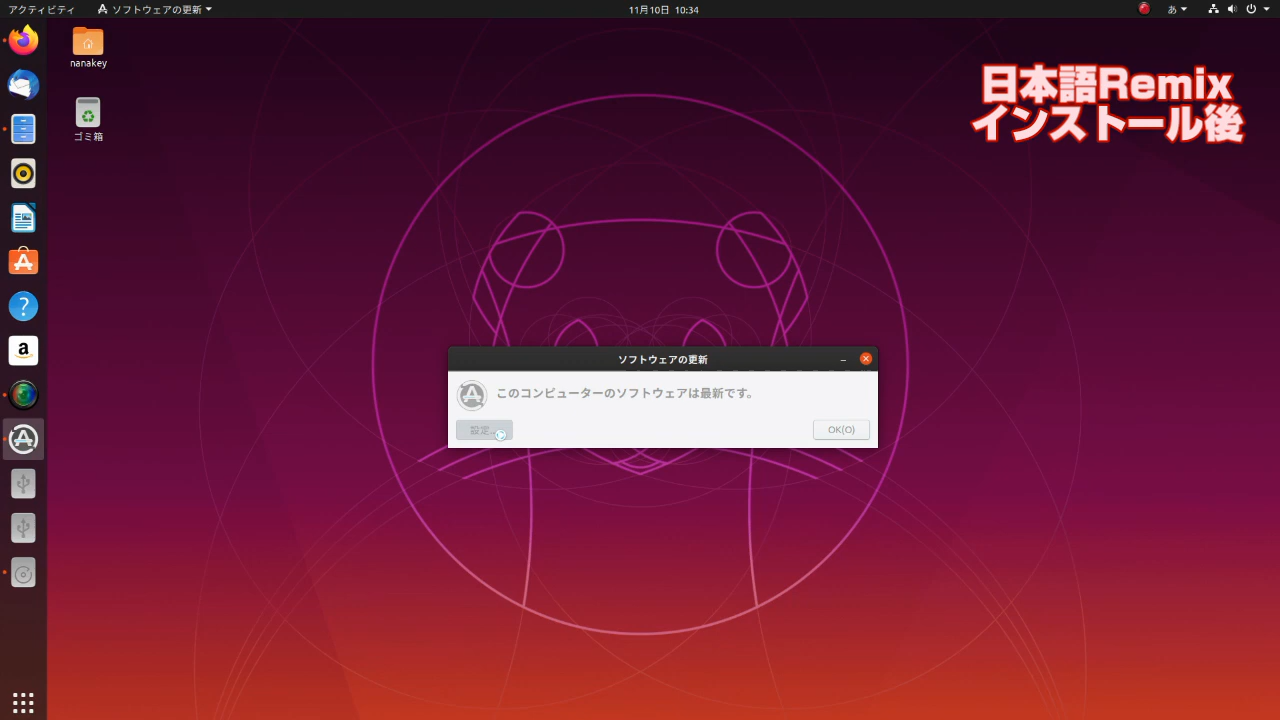 アクティビティ
ソフトウェアの更新
11月10日 10:34
あ
nanakey
ゴミ箱
日本語Remix
インストール後
ソフトウェアの更新
このコンピューターのソフトウェアは最新です。
設定...
OK(O)